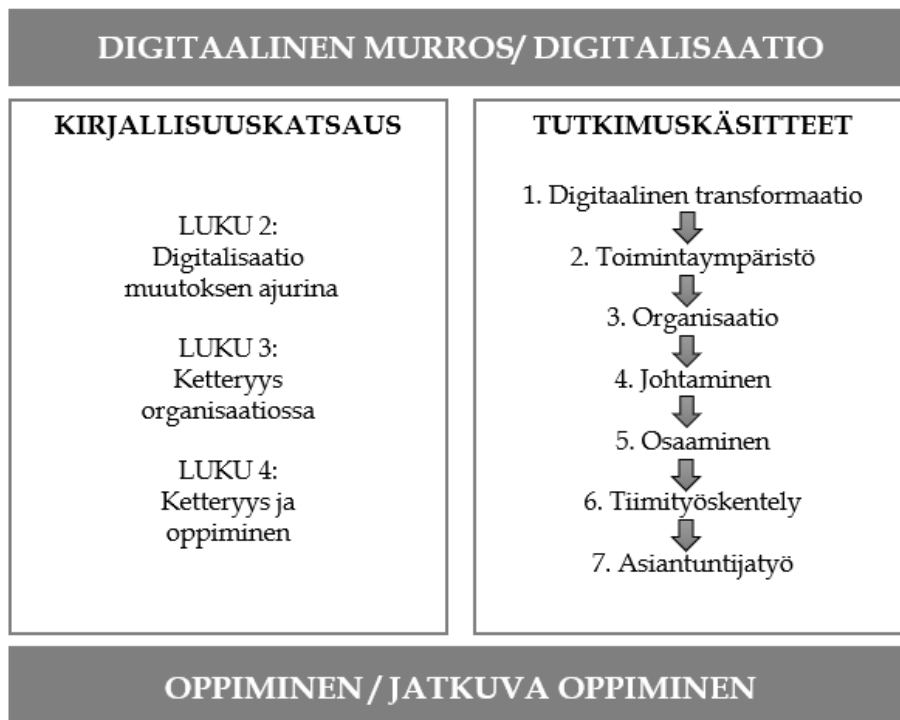 DIGITAALINEN MURROS/ DIGITALISAATIO
KIRJALLISUUSKATSAUS
LUKU 2:
Digitalisaatio
muutoksen ajurina
LUKU 3:
Ketteryys
organisaatiossa
LUKU 4:
Ketteryys ja
oppiminen
TUTKIMUSKÄSITTEET
1. Digitaalinen transformaatio
2. Toimintaympäristö
3. Organisaatio
4. Johtaminen
5. Osaaminen
6. Tiimityöskentely
7. Asiantuntijatyö
OPPIMINEN / JATKUVA OPPIMINEN